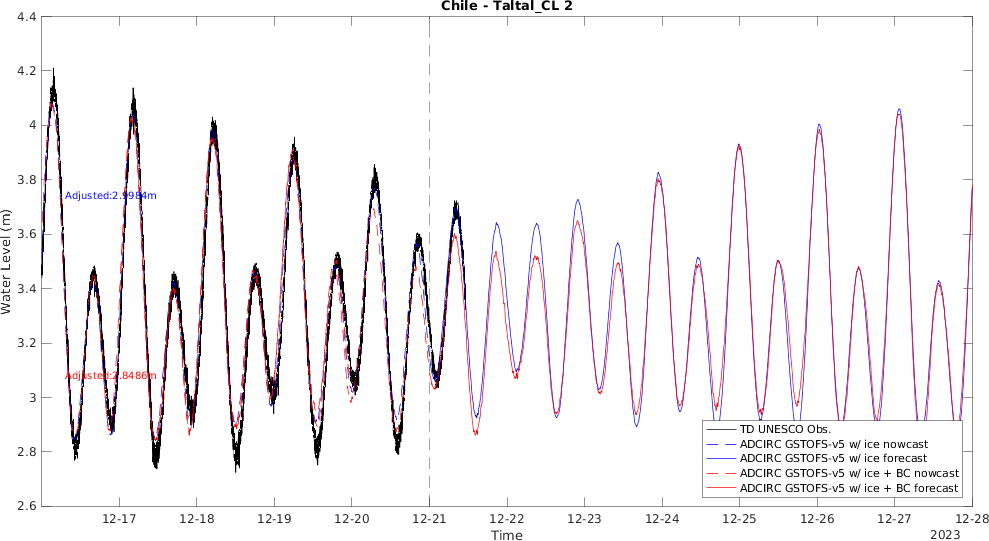 Chile - Taltal_CL 2
4.4
4.2
4
3.8
3.6
3.4
3.2
3
2.8
2.6
Water Level (m)
Adjusted:2.9984m
Adjusted:2.8486m
TD UNESCO Obs.
ADCIRC GSTOFS-v5 w/ ice nowcast
ADCIRC GSTOFS-v5 w/ ice forecast
ADCIRC GSTOFS-v5 w/ ice + BC nowcast
ADCIRC GSTOFS-v5 w/ ice + BC forecast
12-17 12-18 12-19 12-20 12-21 12-22 12-23 12-24 12-25 12-26 12-27 12-28
Time
2023